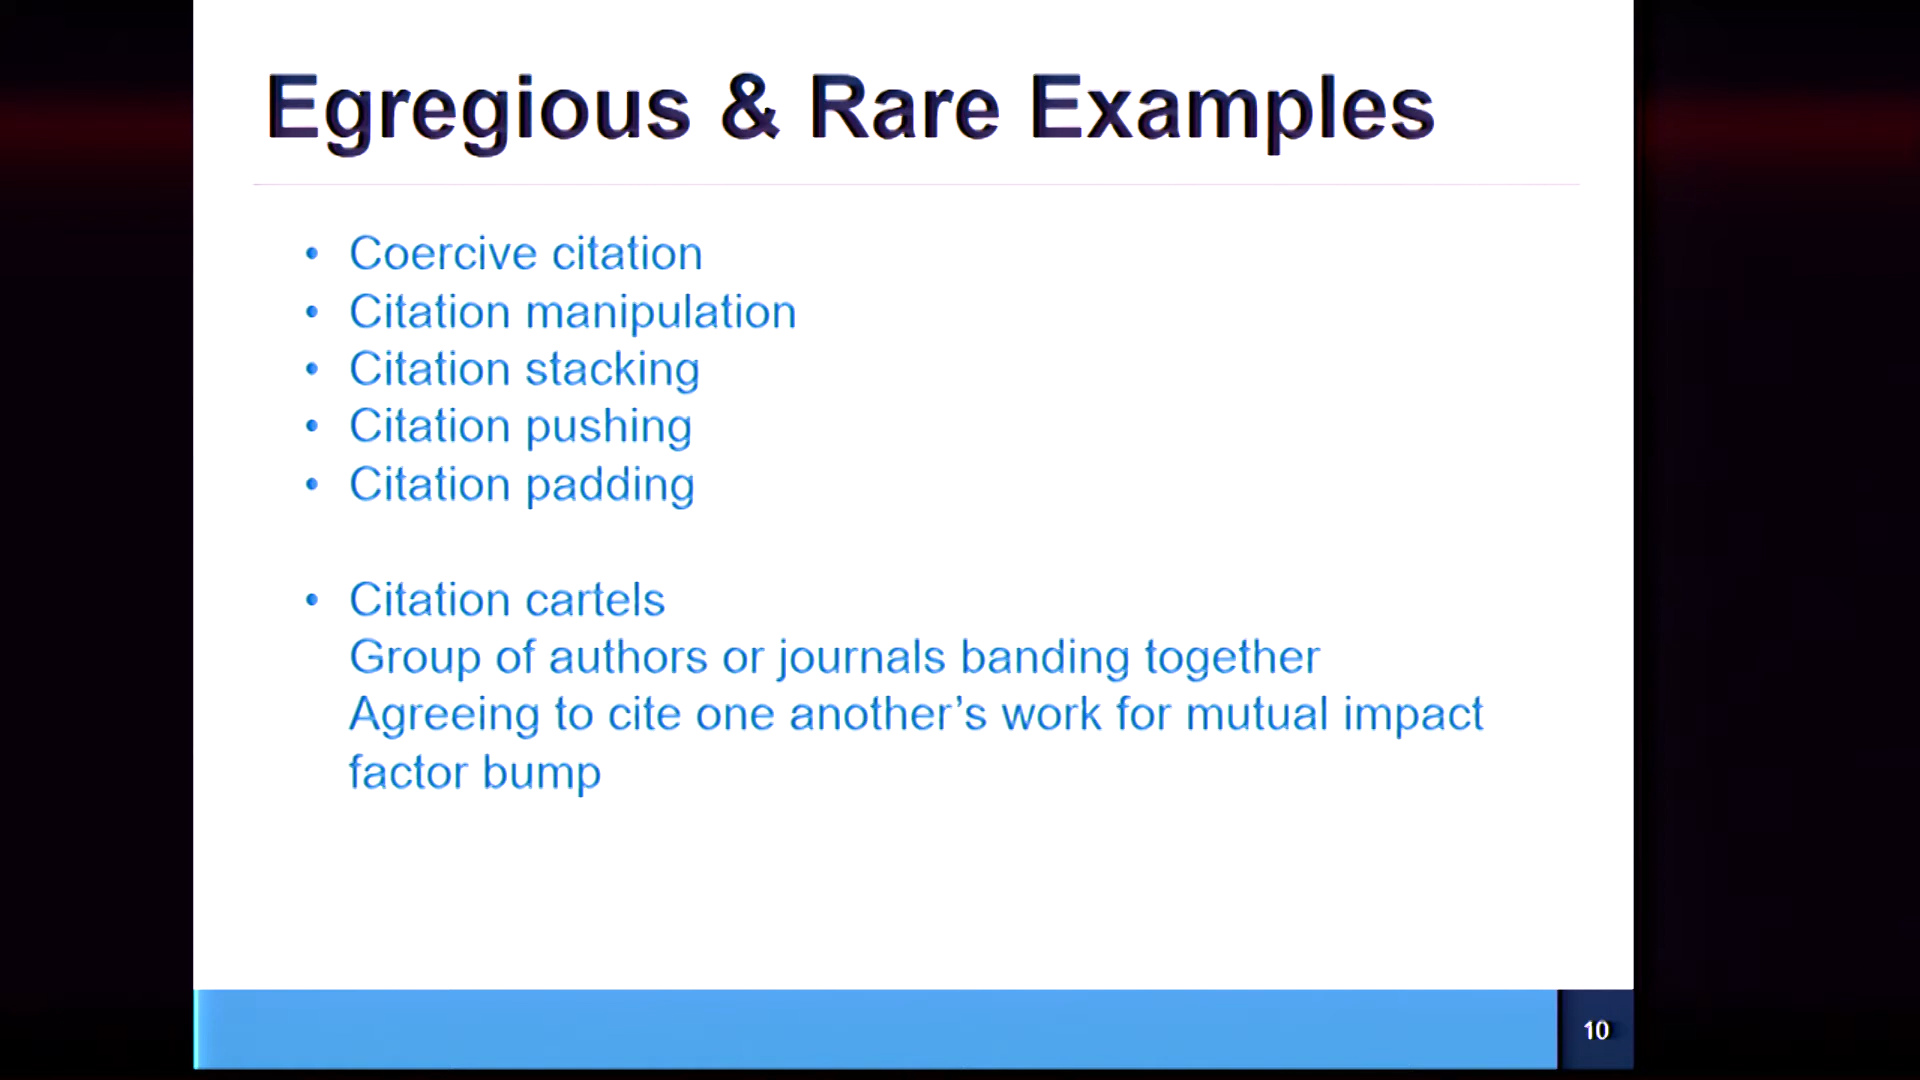 Egregious & Rare Examples
• Coercive citation
• Citation manipulation
• Citation stacking
• Citation pushing
• Citation padding
• Citation cartels
Group of authors or journals banding together
Agreeing to cite one another’s work for mutual impact
factor bump
10